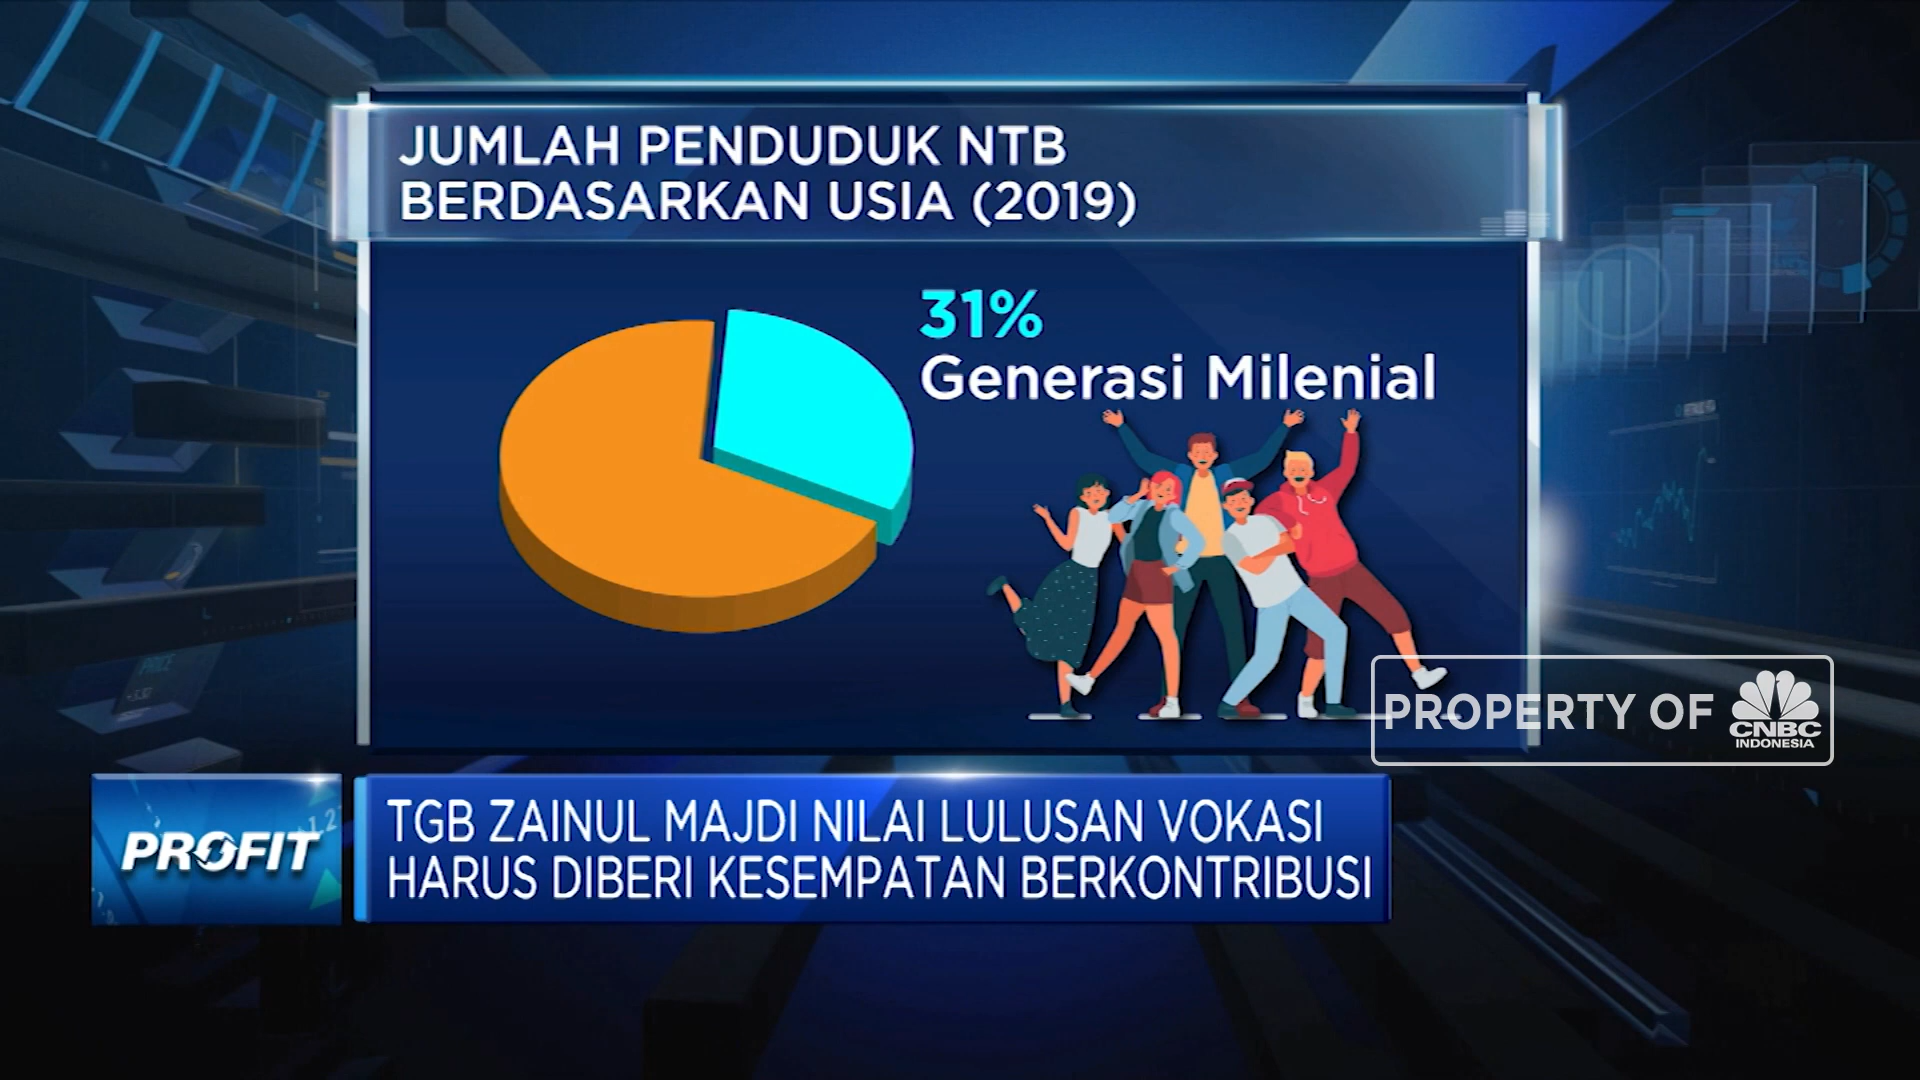 JUMLAH PENDUDUK NTB
BERDASARKAN USIA (2019)
31%
Generasi Milenial
PROPERTY OF
CNBC
INDONESIA
PROFIT
TGB ZAINUL MAJDI NILAI LULUSAN VOKASI
HARUS DIBERI KESEMPATAN BERKONTRIBUSI
PRICE